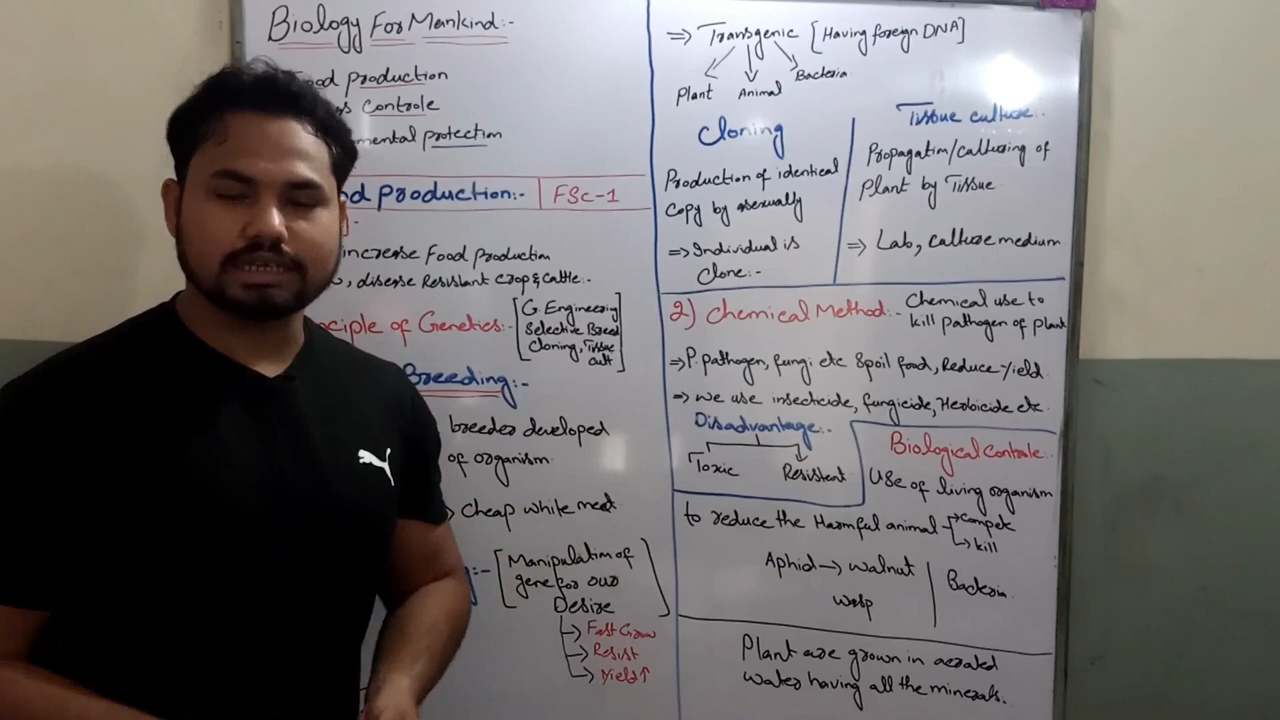 Biology For Mankind:-
Food production
Controle
mental protection
production:- FSc-1
increase Food production
disease Resistant crop & cattle:-
ciple of Genetics:-
G. Engineering
Selective Breed
Cloning, Tissue
cult
Breeding:-
breeder developed
of organism
cheap white meat
:- Manipulation of
gene for our
Desire
→ Fast Grow
→ Resist
→ Yield↑
⇒ Transgenic [Having foreign DNA]
Plant Animal Bacteria
Cloning
Production of identical
copy by asexually
⇒ Individual is
clone:-
Tissue culture:-
Propagation/culturing of
Plant by Tissue
⇒ Lab, culture medium
2) Chemical Method:- Chemical use to
kill pathogen of plant
⇒ P. pathogen, fungi etc spoil food, Reduce Yield.
⇒ we use insecticide, fungicide, Herbicide etc.
Disadvantage:-
Toxic Resistent
Biological Controle:-
Use of living organism
to reduce the Harmful animal → compete
→ kill
Aphid → walnut
wasp
Bacteria
Plant are grown in aerated
water having all the minerals.